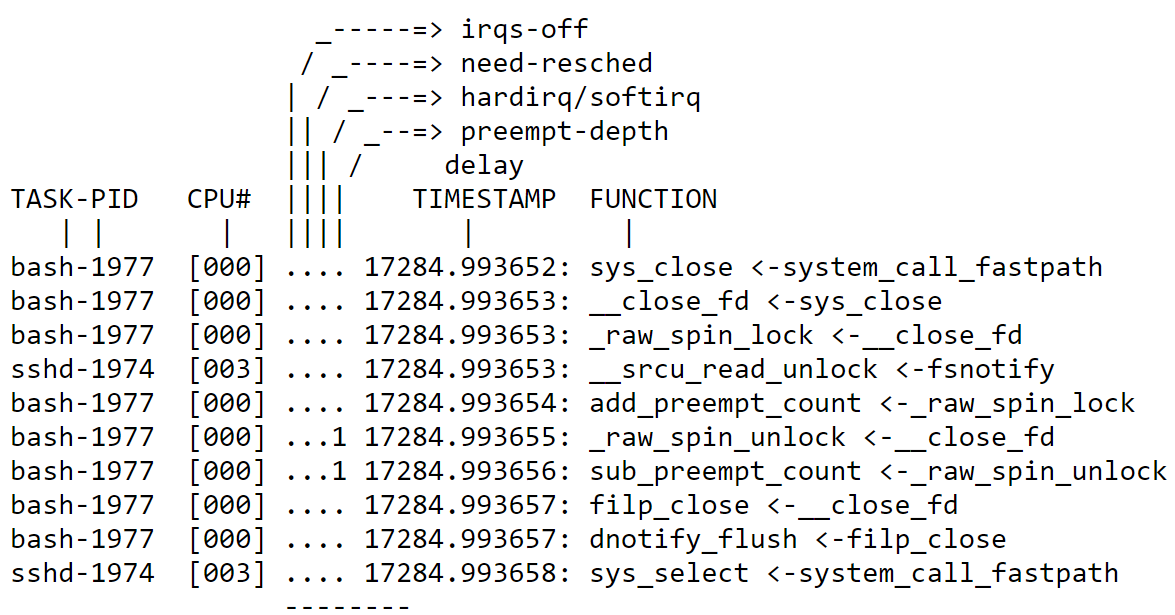 _-----=> irqs-off
                                     / _----=> need-resched
                                    | / _---=> hardirq/softirq
                                    || / _--=> preempt-depth
                                    ||| /     delay
TASK-PID   CPU#  ||||    TIMESTAMP  FUNCTION
   | |       |   ||||       |         |
bash-1977  [000] .... 17284.993652: sys_close <-system_call_fastpath
bash-1977  [000] .... 17284.993653: __close_fd <-sys_close
bash-1977  [000] .... 17284.993653: _raw_spin_lock <-__close_fd
sshd-1974  [003] .... 17284.993653: __srcu_read_unlock <-fsnotify
bash-1977  [000] .... 17284.993654: add_preempt_count <-_raw_spin_lock
bash-1977  [000] ...1 17284.993655: _raw_spin_unlock <-__close_fd
bash-1977  [000] ...1 17284.993656: sub_preempt_count <-_raw_spin_unlock
bash-1977  [000] .... 17284.993657: filp_close <-__close_fd
bash-1977  [000] .... 17284.993657: dnotify_flush <-filp_close
sshd-1974  [003] .... 17284.993658: sys_select <-system_call_fastpath
--------